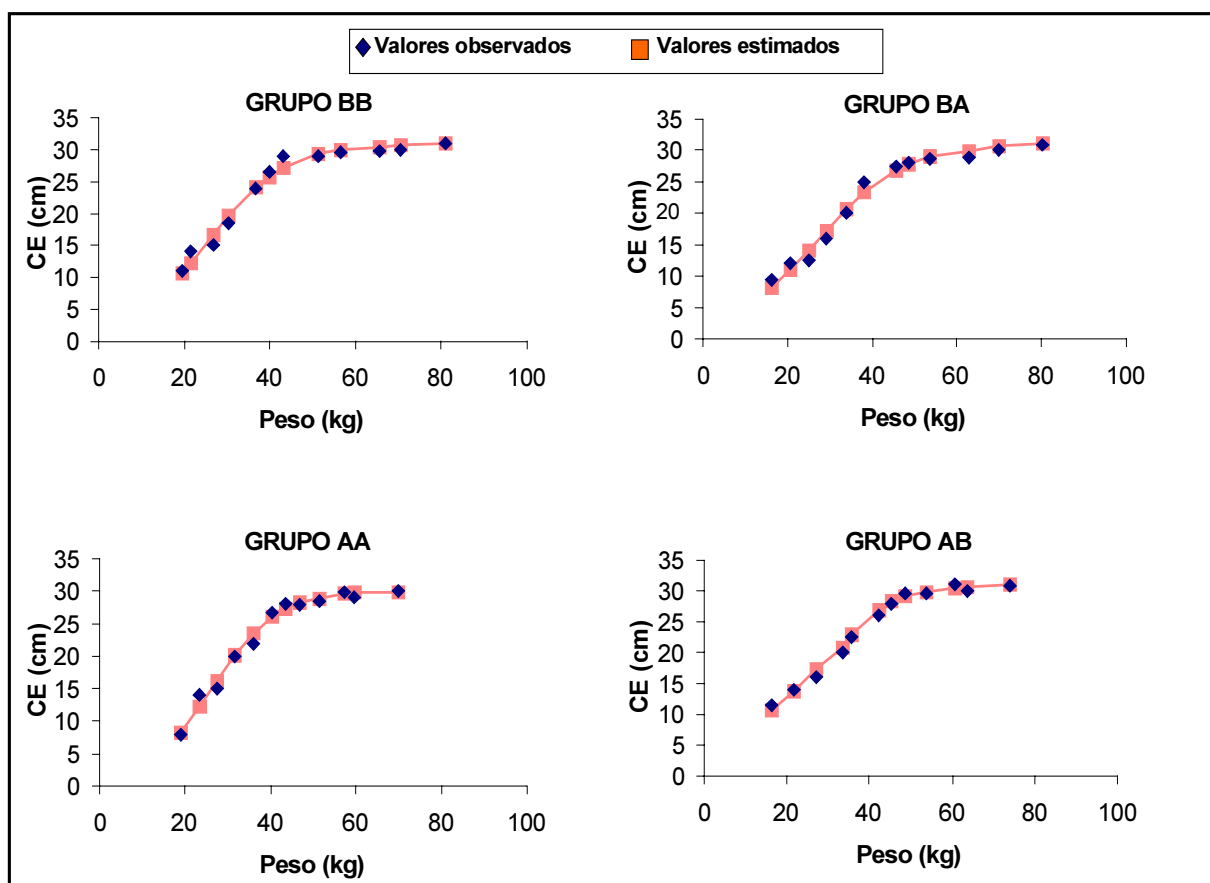 Valores observados Valores estimados
GRUPO BB
35
30
25
20
15
10
5
0
CE (cm)
0 20 40 60 80 100
Peso (kg)
GRUPO BA
35
30
25
20
15
10
5
0
CE (cm)
0 20 40 60 80 100
Peso (kg)
GRUPO AA
35
30
25
20
15
10
5
0
CE (cm)
0 20 40 60 80 100
Peso (kg)
GRUPO AB
35
30
25
20
15
10
5
0
CE (cm)
0 20 40 60 80 100
Peso (kg)